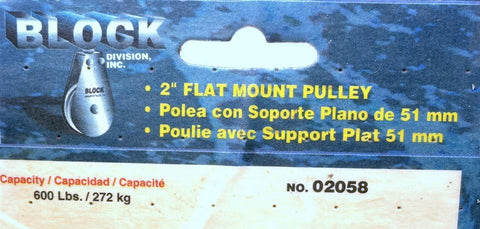 BLOCK
DIVISION,
INC.
BLOCK
• 2" FLAT MOUNT PULLEY
• Polea con Soporte Plano de 51 mm
• Poulie avec Support Plat 51 mm
Capacity / Capacidad / Capacité
600 Lbs. / 272 kg
NO. 02058